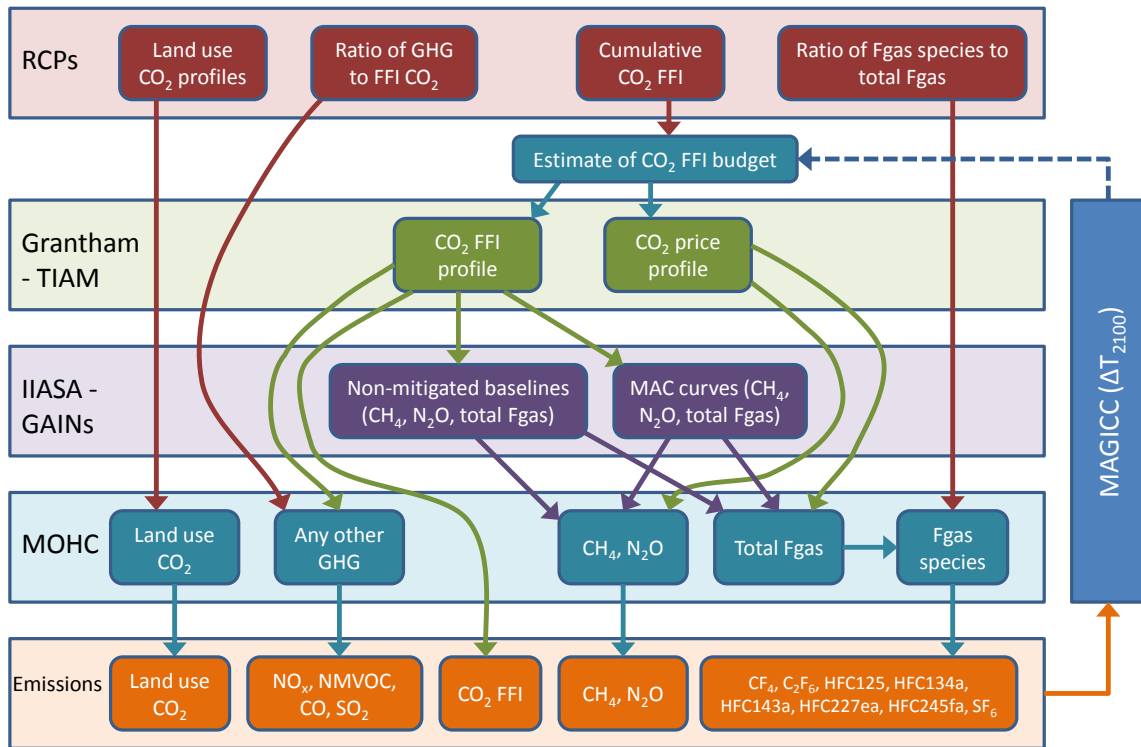 RCPs
Land use
CO₂ profiles
Ratio of GHG
to FFI CO₂
Cumulative
CO₂ FFI
Ratio of Fgas species to
total Fgas
Estimate of CO₂ FFI budget
Grantham
- TIAM
CO₂ FFI
profile
CO₂ price
profile
IIASA -
GAINs
Non-mitigated baselines
(CH₄, N₂O, total Fgas)
MAC curves (CH₄,
N₂O, total Fgas)
MOHC
Land use
CO₂
Any other
GHG
CH₄, N₂O
Total Fgas
Fgas
species
Emissions
Land use
CO₂
NOₓ, NMVOC,
CO, SO₂
CO₂ FFI
CH₄, N₂O
CF₄, C₂F₆, HFC125, HFC134a,
HFC143a, HFC227ea, HFC245fa, SF₆
MAGICC (ΔT₂₁₀₀)